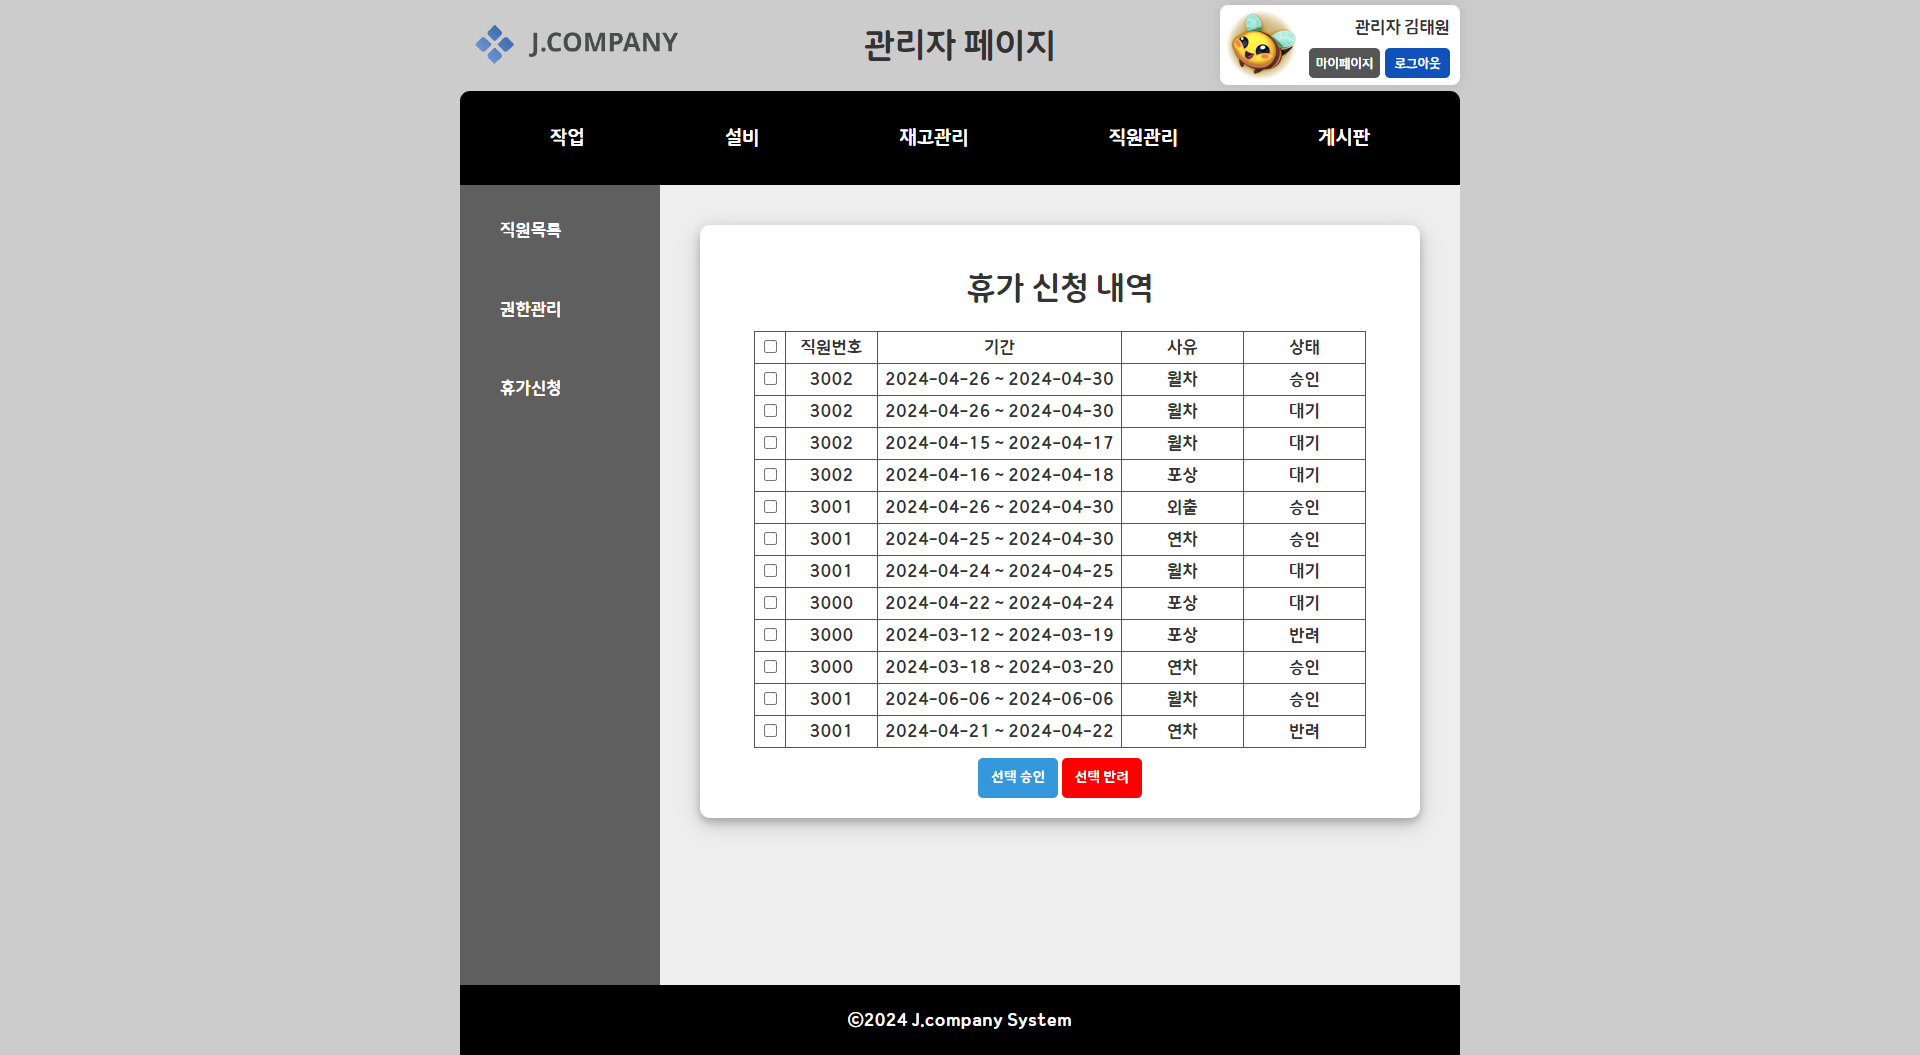 J.COMPANY
관리자 페이지
관리자 김태원
마이페이지 로그아웃
작업 설비 재고관리 직원관리 게시판
직원목록
권한관리
휴가신청
휴가 신청 내역
직원번호 기간 사유 상태
3002 2024-04-26 ~ 2024-04-30 월차 승인
3002 2024-04-26 ~ 2024-04-30 월차 대기
3002 2024-04-15 ~ 2024-04-17 월차 대기
3002 2024-04-16 ~ 2024-04-18 포상 대기
3001 2024-04-26 ~ 2024-04-30 외출 승인
3001 2024-04-25 ~ 2024-04-30 연차 승인
3001 2024-04-24 ~ 2024-04-25 월차 대기
3000 2024-04-22 ~ 2024-04-24 포상 대기
3000 2024-03-12 ~ 2024-03-19 포상 반려
3000 2024-03-18 ~ 2024-03-20 연차 승인
3001 2024-06-06 ~ 2024-06-06 월차 승인
3001 2024-04-21 ~ 2024-04-22 연차 반려
선택 승인 선택 반려
©2024 J.company System